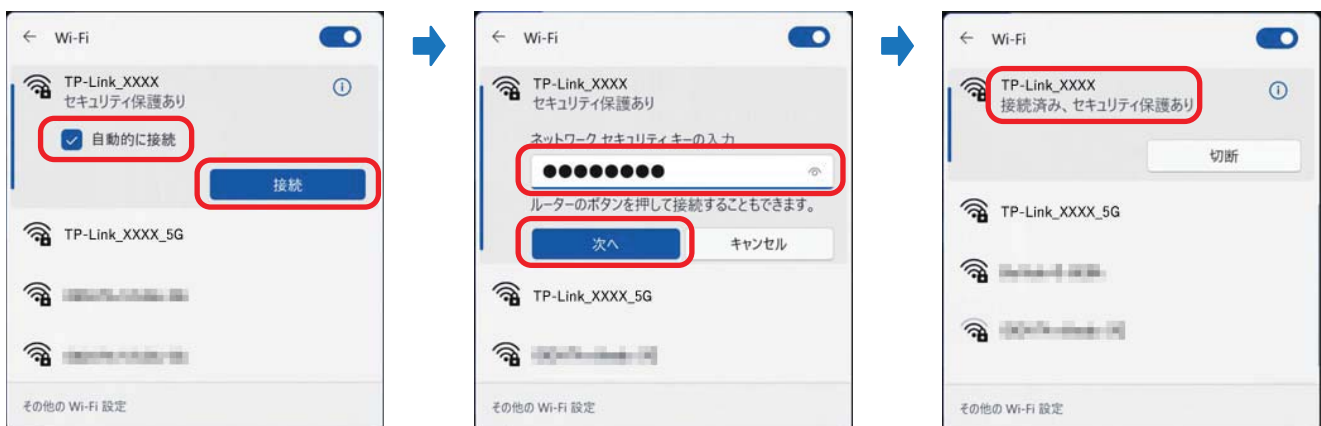 Wi-Fi
TP-Link_XXXX
セキュリティ保護あり
自動的に接続
接続
TP-Link_XXXX_5G
その他の Wi-Fi 設定
Wi-Fi
TP-Link_XXXX
セキュリティ保護あり
ネットワーク セキュリティ キーの入力
●●●●●●●●
ルーターのボタンを押して接続することもできます。
次へ
キャンセル
TP-Link_XXXX_5G
その他の Wi-Fi 設定
Wi-Fi
TP-Link_XXXX
接続済み、セキュリティ保護あり
切断
TP-Link_XXXX_5G
その他の Wi-Fi 設定